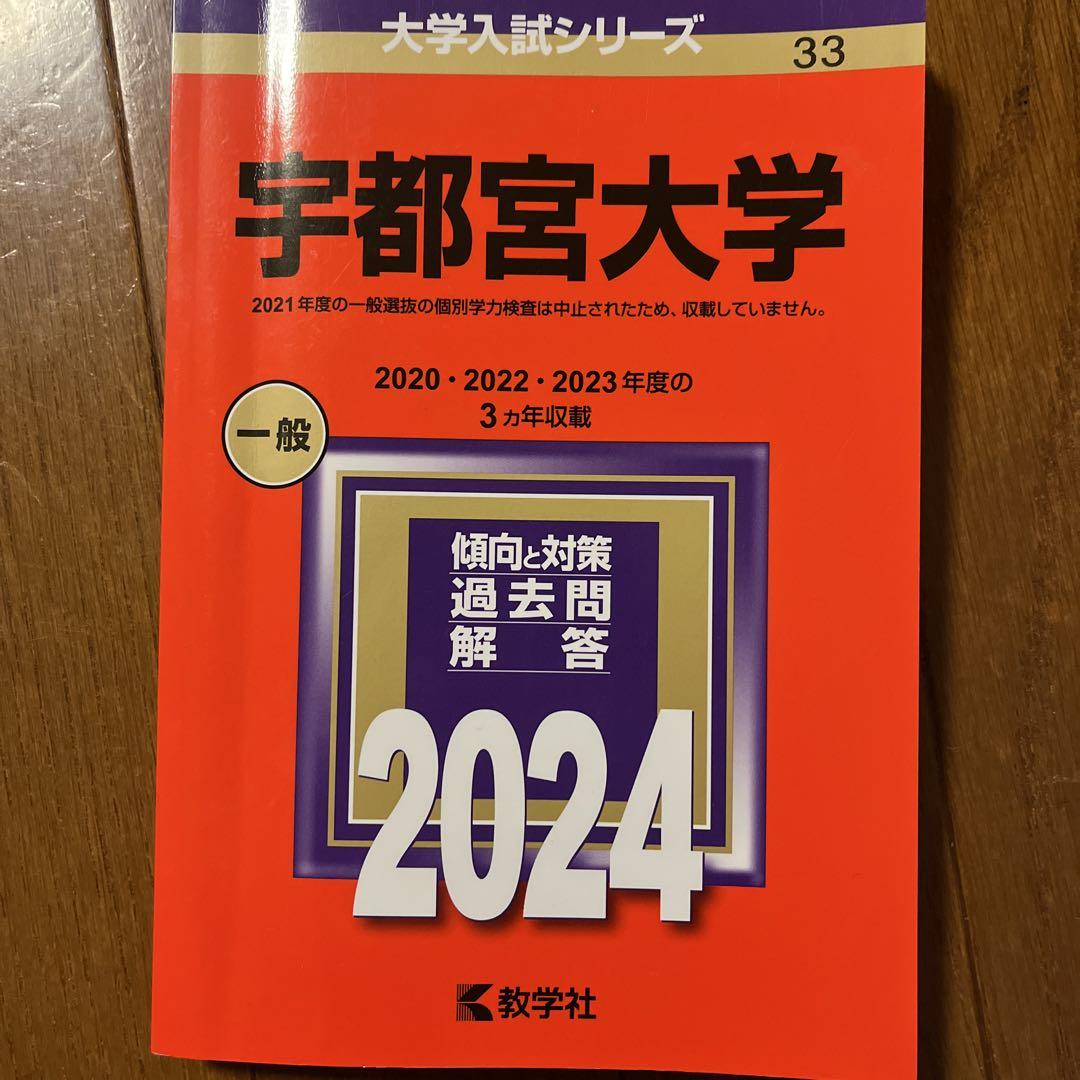 大学入試シリーズ
33
宇都宮大学
2021年度の一般選抜の個別学力検査は中止されたため、収載していません。
2020・2022・2023年度の
3ヵ年収載
一般
傾向と対策
過去問
解答
2024
教学社